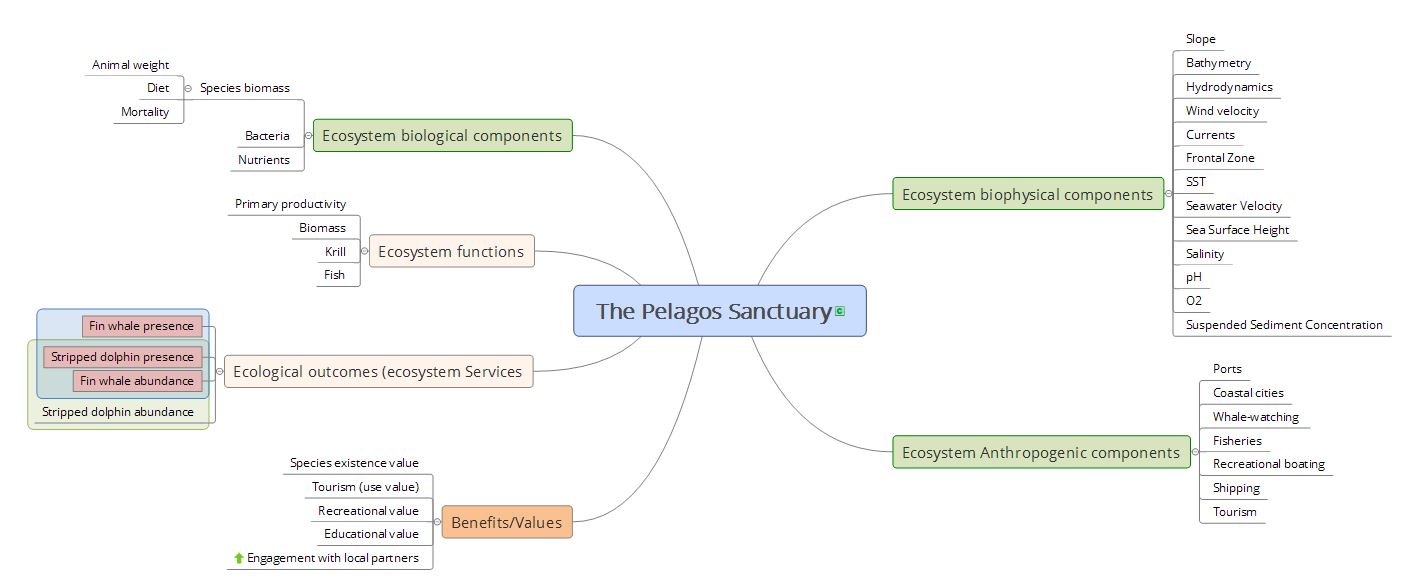 The Pelagos Sanctuary
Ecosystem biological components
Animal weight
Diet
Mortality
Species biomass
Bacteria
Nutrients
Ecosystem functions
Primary productivity
Biomass
Krill
Fish
Ecological outcomes (ecosystem Services
Fin whale presence
Stripped dolphin presence
Fin whale abundance
Stripped dolphin abundance
Benefits/Values
Species existence value
Tourism (use value)
Recreational value
Educational value
Engagement with local partners
Ecosystem biophysical components
Slope
Bathymetry
Hydrodynamics
Wind velocity
Currents
Frontal Zone
SST
Seawater Velocity
Sea Surface Height
Salinity
pH
O2
Suspended Sediment Concentration
Ecosystem Anthropogenic components
Ports
Coastal cities
Whale-watching
Fisheries
Recreational boating
Shipping
Tourism